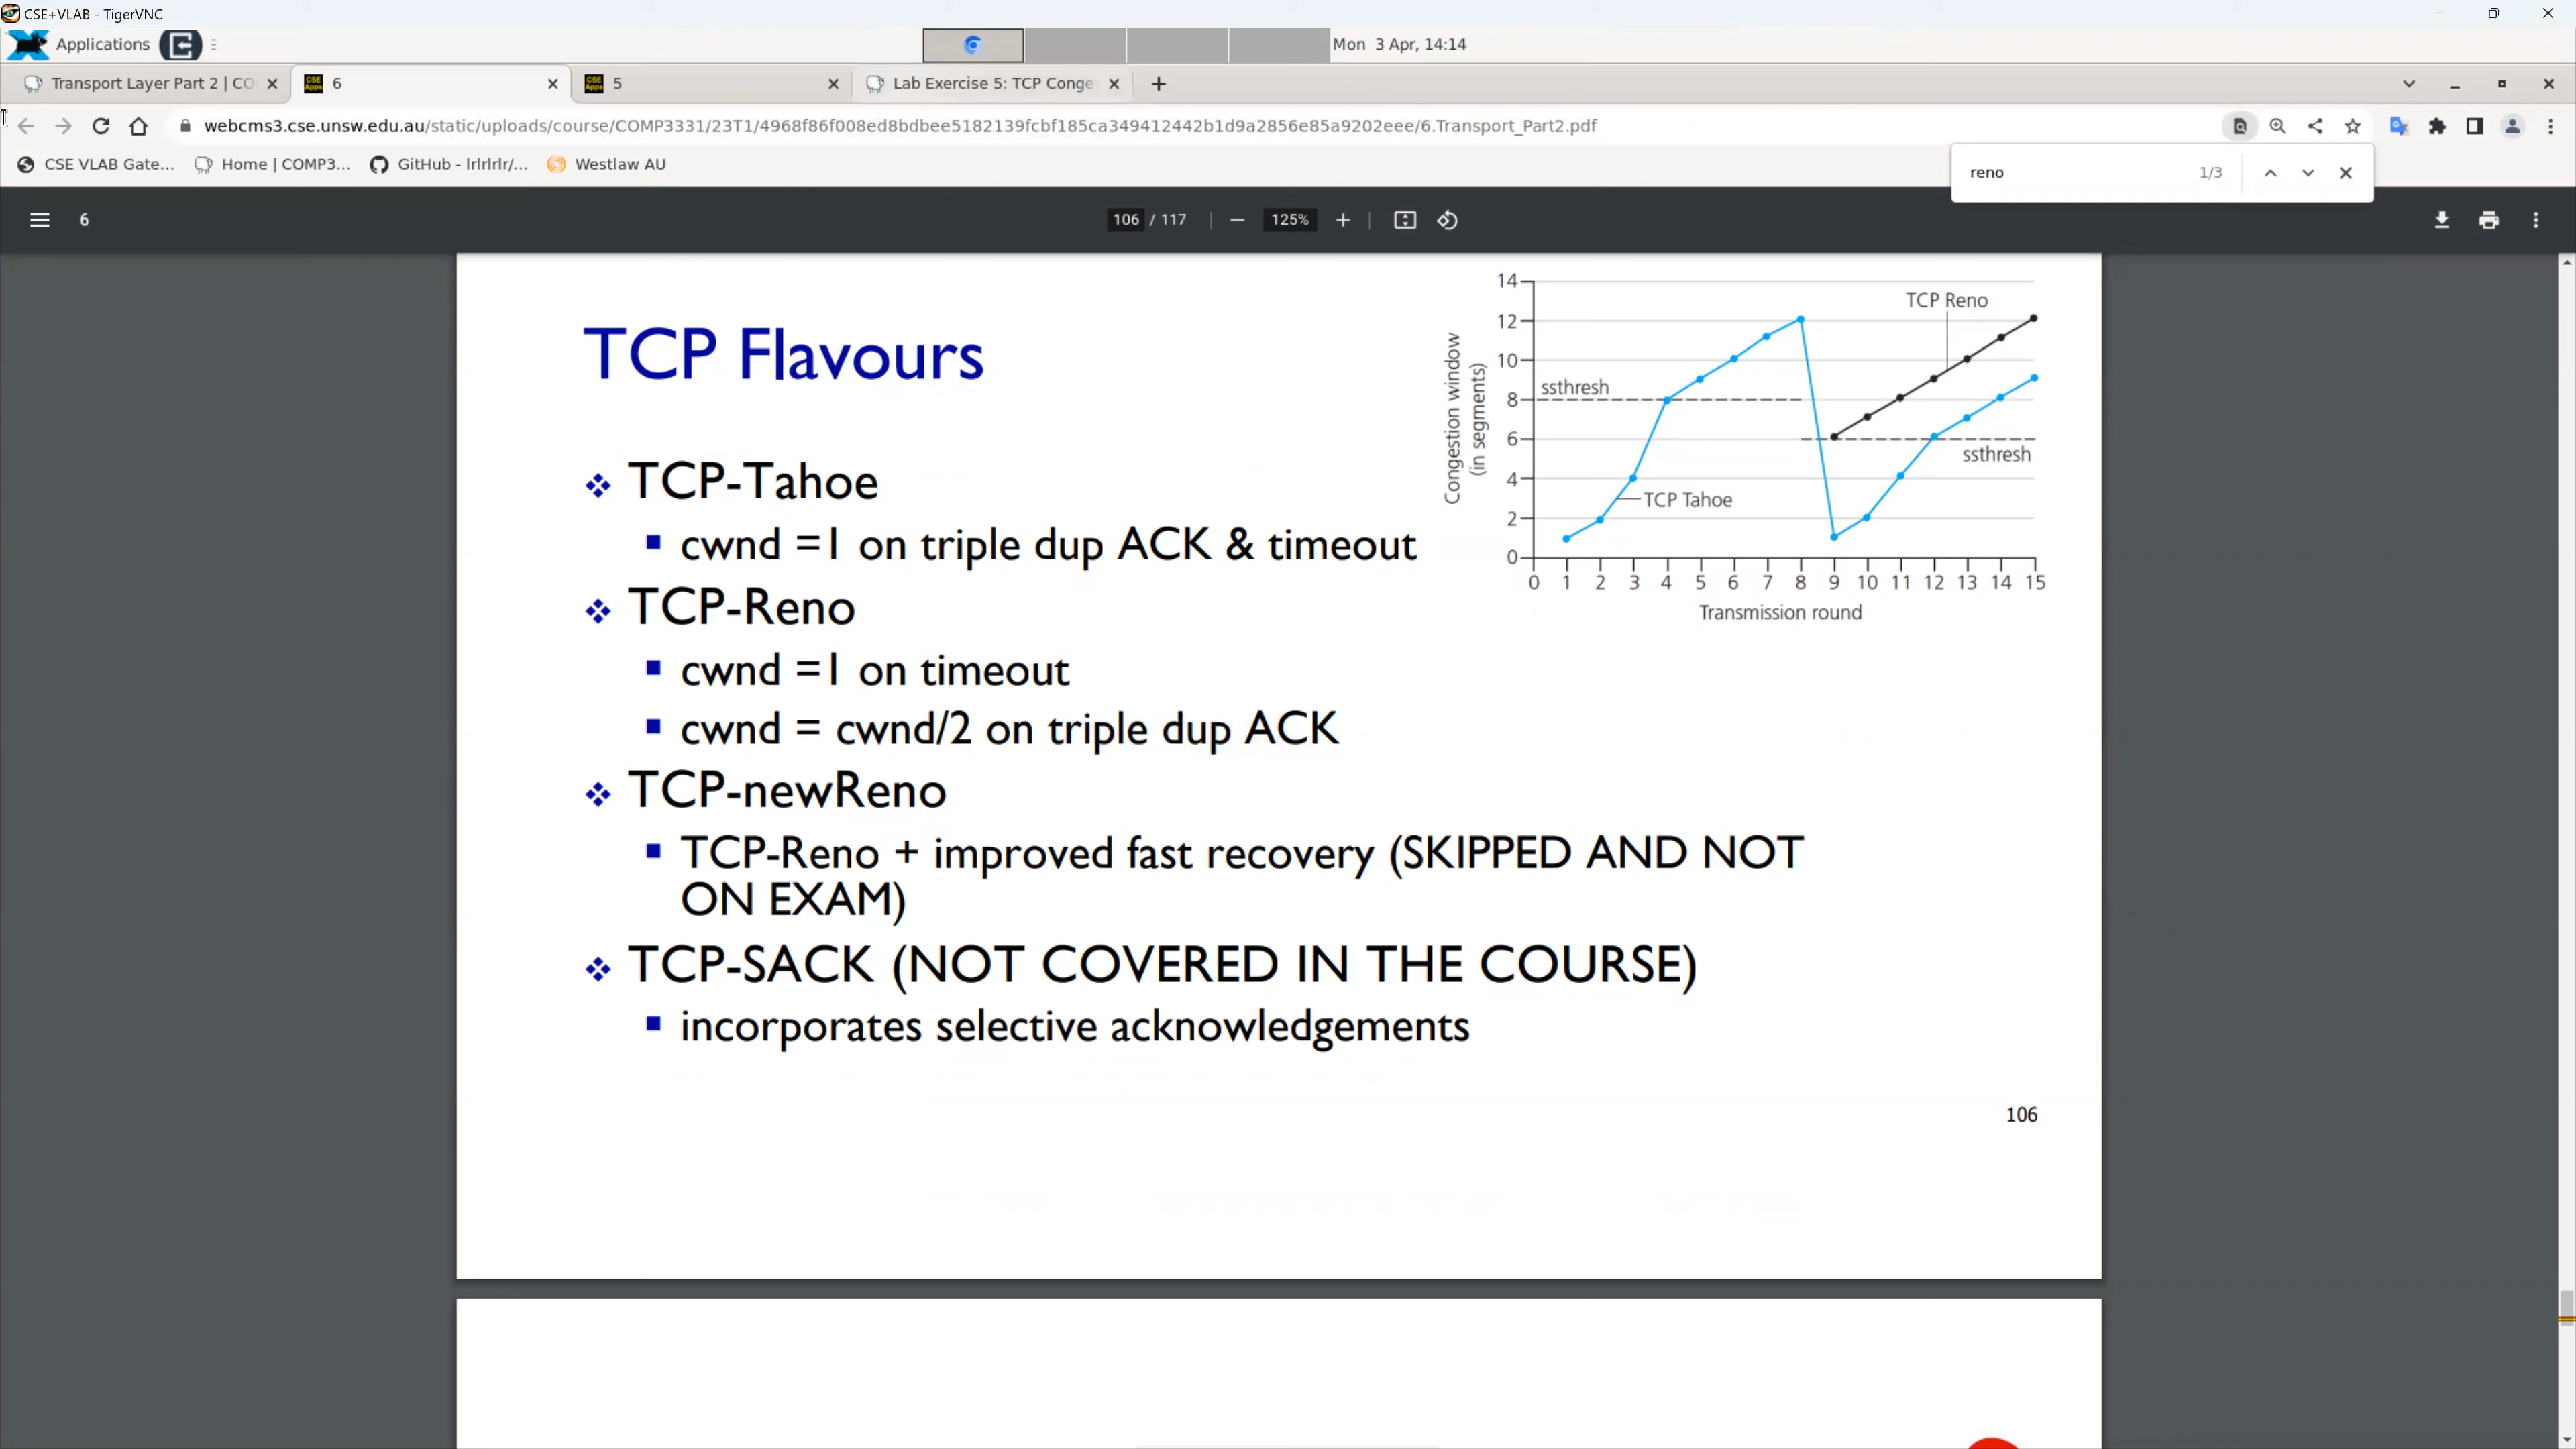 CSE+VLAB - TigerVNC
Applications
Mon 3 Apr, 14:14
Transport Layer Part 2 | CO
CSE Apps
6
CSE Apps
5
Lab Exercise 5: TCP Conge
webcms3.cse.unsw.edu.au/static/uploads/course/COMP3331/23T1/4968f86f008ed8bdbee5182139fcbf185ca349412442b1d9a2856e85a9202eee/6.Transport_Part2.pdf
CSE VLAB Gate...
Home | COMP3...
GitHub - lrlrlrlr/...
Westlaw AU
reno
1/3
6
106 / 117
125%
TCP Flavours
TCP-Tahoe
cwnd =1 on triple dup ACK & timeout
TCP-Reno
cwnd =1 on timeout
cwnd = cwnd/2 on triple dup ACK
TCP-newReno
TCP-Reno + improved fast recovery (SKIPPED AND NOT
ON EXAM)
TCP-SACK (NOT COVERED IN THE COURSE)
incorporates selective acknowledgements
Congestion window
(in segments)
14
12
10
8
6
4
2
0
TCP Reno
ssthresh
ssthresh
TCP Tahoe
0 1 2 3 4 5 6 7 8 9 10 11 12 13 14 15
Transmission round
106